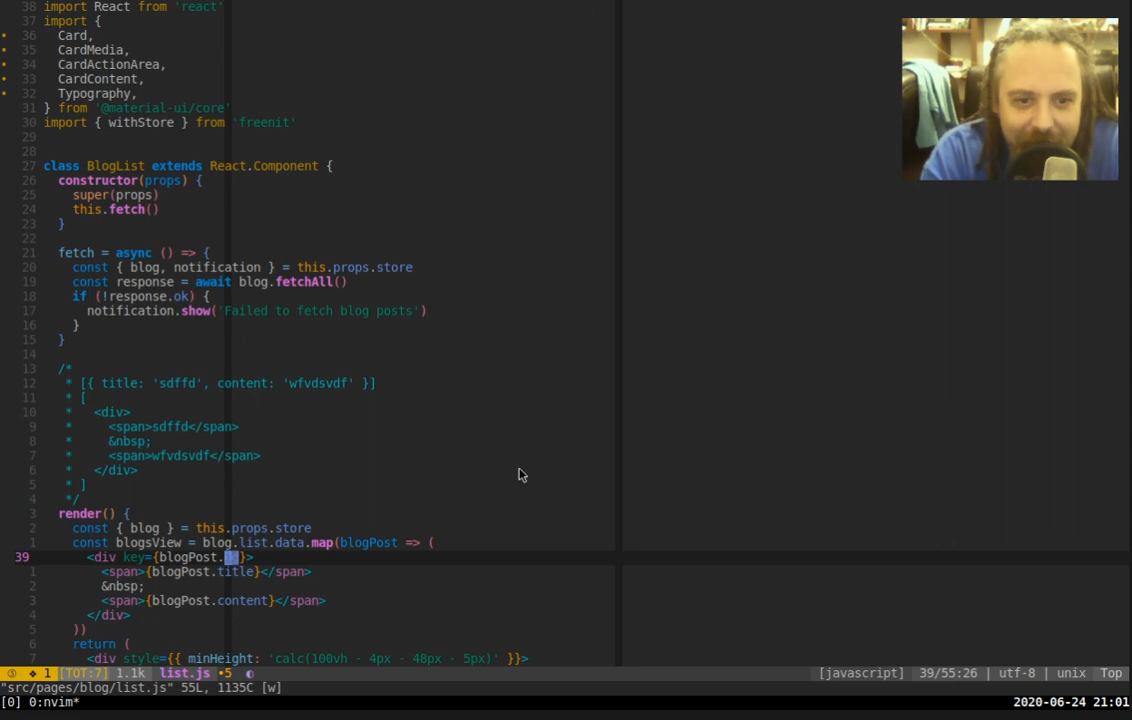 38 import React from 'react'
37 import {
36 Card,
35 CardMedia,
34 CardActionArea,
33 CardContent,
32 Typography,
31 } from '@material-ui/core'
30 import { withStore } from 'freenit'
29
28
27 class BlogList extends React.Component {
26 constructor(props) {
25 super(props)
24 this.fetch()
23 }
22
21 fetch = async () => {
20 const { blog, notification } = this.props.store
19 const response = await blog.fetchAll()
18 if (!response.ok) {
17 notification.show('Failed to fetch blog posts')
16 }
15 }
14
13 /*
12 * [{ title: 'sdffd', content: 'wfvdsvdf' }]
11 * [
10 * <div>
9 * <span>sdffd</span>
8 * &nbsp;
7 * <span>wfvdsvdf</span>
6 * </div>
5 * ]
4 */
3 render() {
2 const { blog } = this.props.store
1 const blogsView = blog.list.data.map(blogPost => (
39 <div key={blogPost.}>
1 <span>{blogPost.title}</span>
2 &nbsp;
3 <span>{blogPost.content}</span>
4 </div>
5 ))
6 return (
7 <div style={{ minHeight: 'calc(100vh - 4px - 48px - 5px)' }}>
1 [TOT:7] 1.1k list.js •5 [javascript] 39/55:26 | utf-8 | unix Top
"src/pages/blog/list.js" 55L, 1135C [w]
[0] 0:nvim* 2020-06-24 21:01